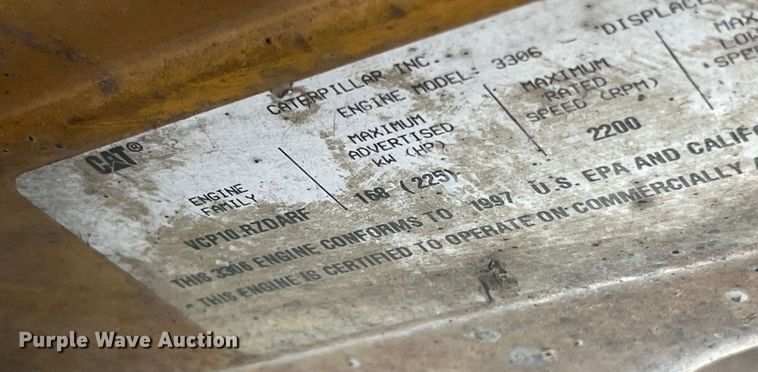 CATERPILLAR INC.
CAT®
ENGINE MODEL- 3306 - DISPLACE
ENGINE
FAMILY
MAXIMUM
ADVERTISED
KW (HP)
MAXIMUM
RATED
SPEED (RPM)
MAX
LOW
SPE
VCP10.RZDARF
168 (225)
2200
THIS 3306 ENGINE CONFORMS TO 1997 U.S. EPA AND CALIFO
- THIS ENGINE IS CERTIFIED TO OPERATE ON COMMERCIALLY A
Purple Wave Auction